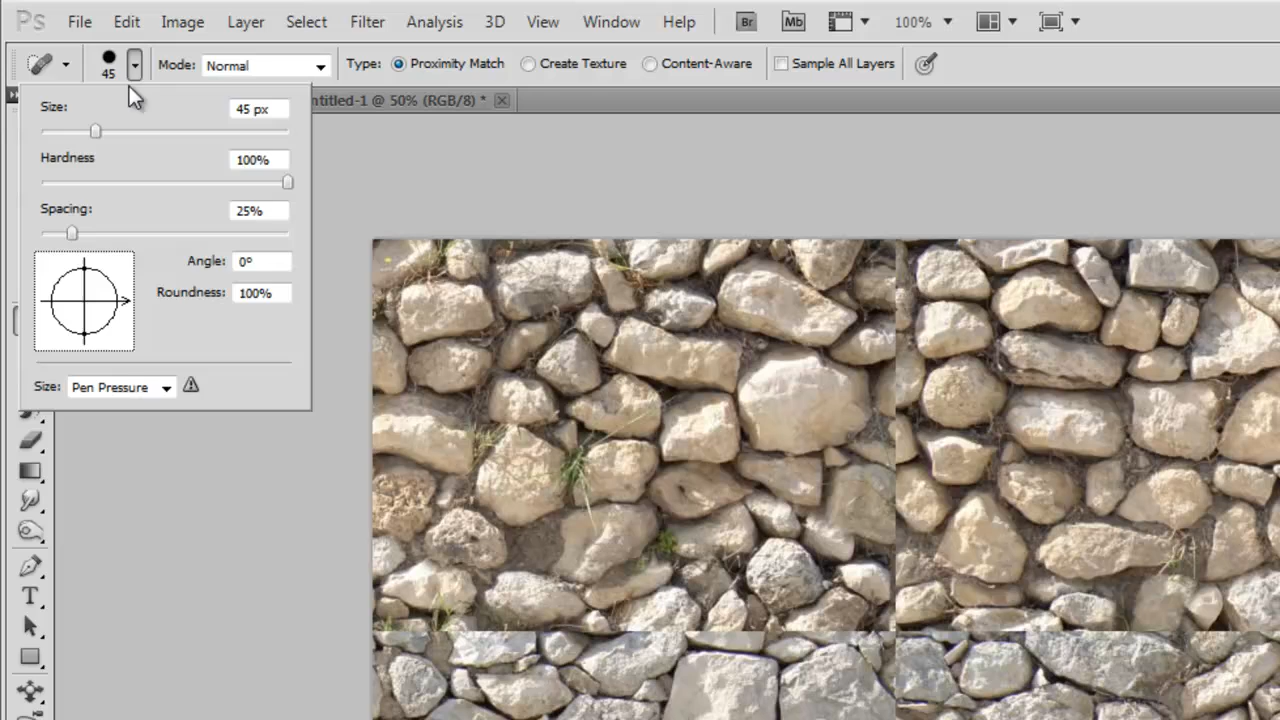 Ps File Edit Image Layer Select Filter Analysis 3D View Window Help Br Mb 100%
45 Mode: Normal Type: Proximity Match Create Texture Content-Aware Sample All Layers
ntitled-1 @ 50% (RGB/8) *
Size: 45 px
Hardness 100%
Spacing: 25%
Angle: 0°
Roundness: 100%
Size: Pen Pressure
T